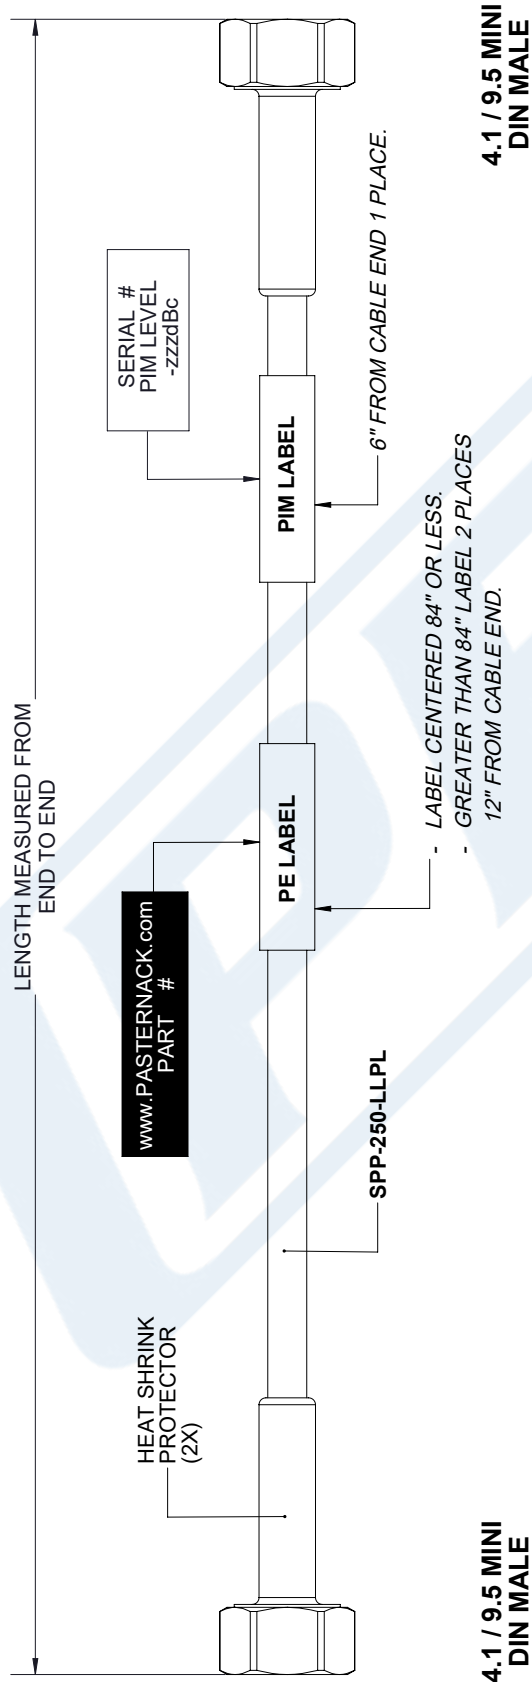 LENGTH MEASURED FROM
END TO END
HEAT SHRINK
PROTECTOR
(2X)
www.PASTERNACK.com
PART #
SERIAL #
PIM LEVEL
-zzzdBc
PE LABEL
PIM LABEL
SPP-250-LLPL
6" FROM CABLE END 1 PLACE.
- LABEL CENTERED 84" OR LESS.
- GREATER THAN 84" LABEL 2 PLACES
12" FROM CABLE END.
4.1 / 9.5 MINI
DIN MALE
4.1 / 9.5 MINI
DIN MALE